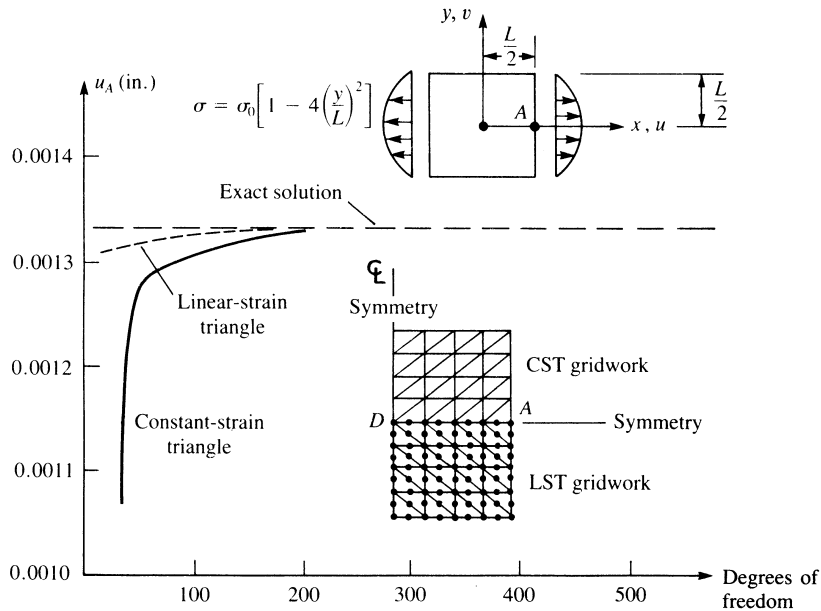 y, v
L/2
u_A (in.)
σ = σ₀[1 − 4(y/L)²]
A
x, u
L/2
0.0014
Exact solution
0.0013
℄
Linear-strain
triangle
Symmetry
0.0012
CST gridwork
D
A
Symmetry
Constant-strain
triangle
0.0011
LST gridwork
0.0010
100
200
300
400
500
Degrees of
freedom